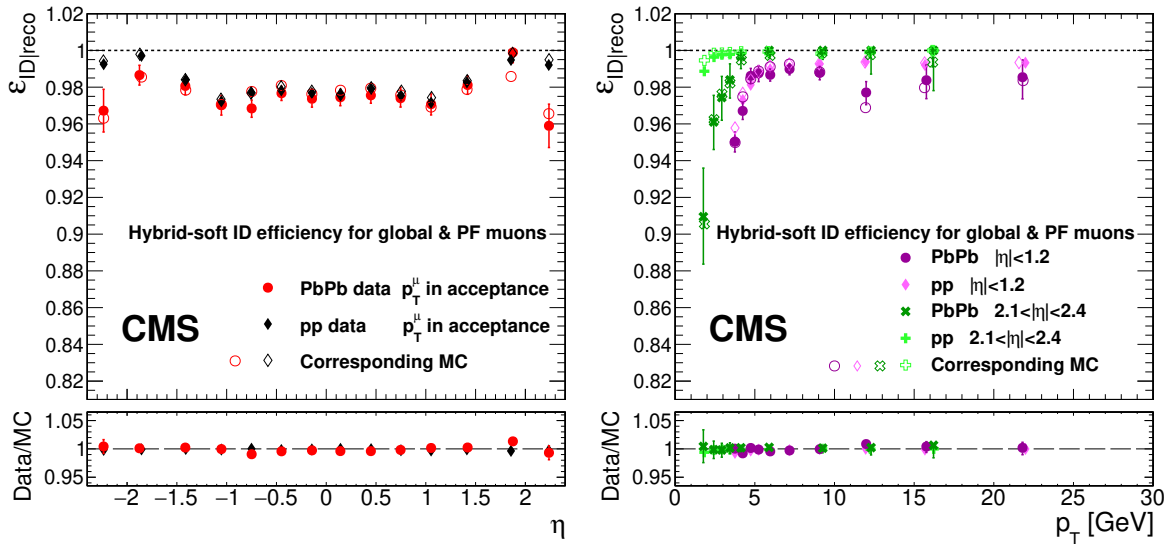 1.02
1
0.98
0.96
0.94
0.92
0.9
0.88
0.86
0.84
0.82
ε_ID|reco
Hybrid-soft ID efficiency for global & PF muons
PbPb data p_T^μ in acceptance
pp data p_T^μ in acceptance
Corresponding MC
CMS
1.05
1
0.95
Data/MC
−2 −1.5 −1 −0.5 0 0.5 1 1.5 2
η
1.02
1
0.98
0.96
0.94
0.92
0.9
0.88
0.86
0.84
0.82
ε_ID|reco
Hybrid-soft ID efficiency for global & PF muons
PbPb |η|<1.2
pp |η|<1.2
PbPb 2.1<|η|<2.4
pp 2.1<|η|<2.4
Corresponding MC
CMS
1.05
1
0.95
Data/MC
0 5 10 15 20 25 30
p_T [GeV]